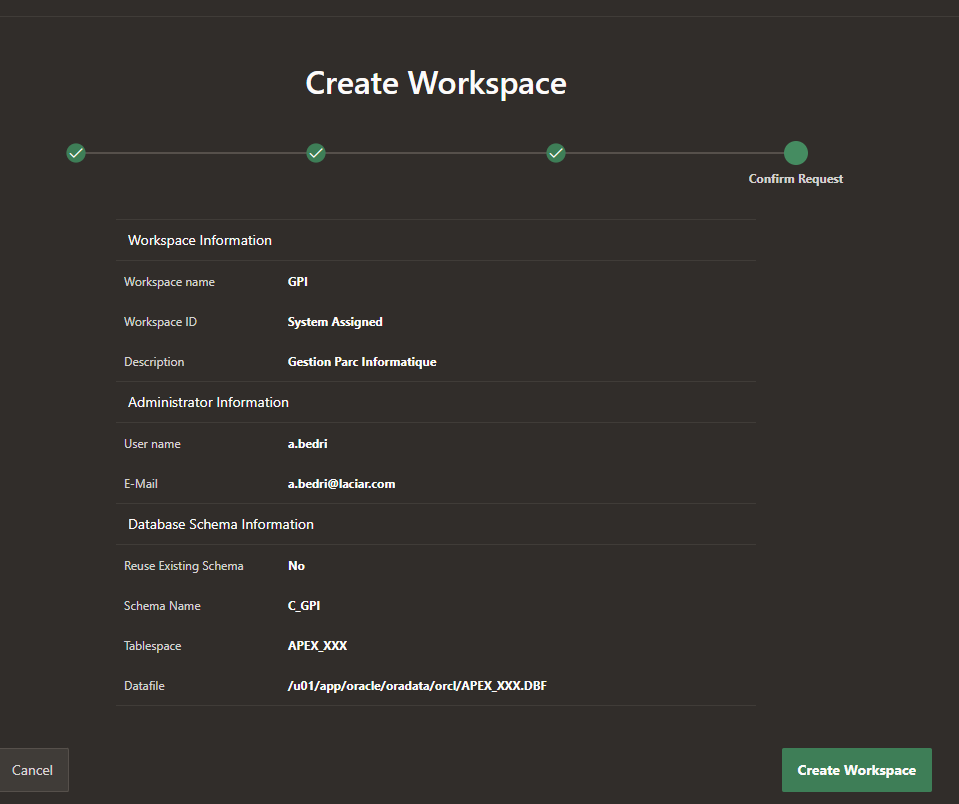 Create Workspace
Confirm Request
Workspace Information
Workspace name GPI
Workspace ID System Assigned
Description Gestion Parc Informatique
Administrator Information
User name a.bedri
E-Mail a.bedri@laciar.com
Database Schema Information
Reuse Existing Schema No
Schema Name C_GPI
Tablespace APEX_XXX
Datafile /u01/app/oracle/oradata/orcl/APEX_XXX.DBF
Cancel Create Workspace